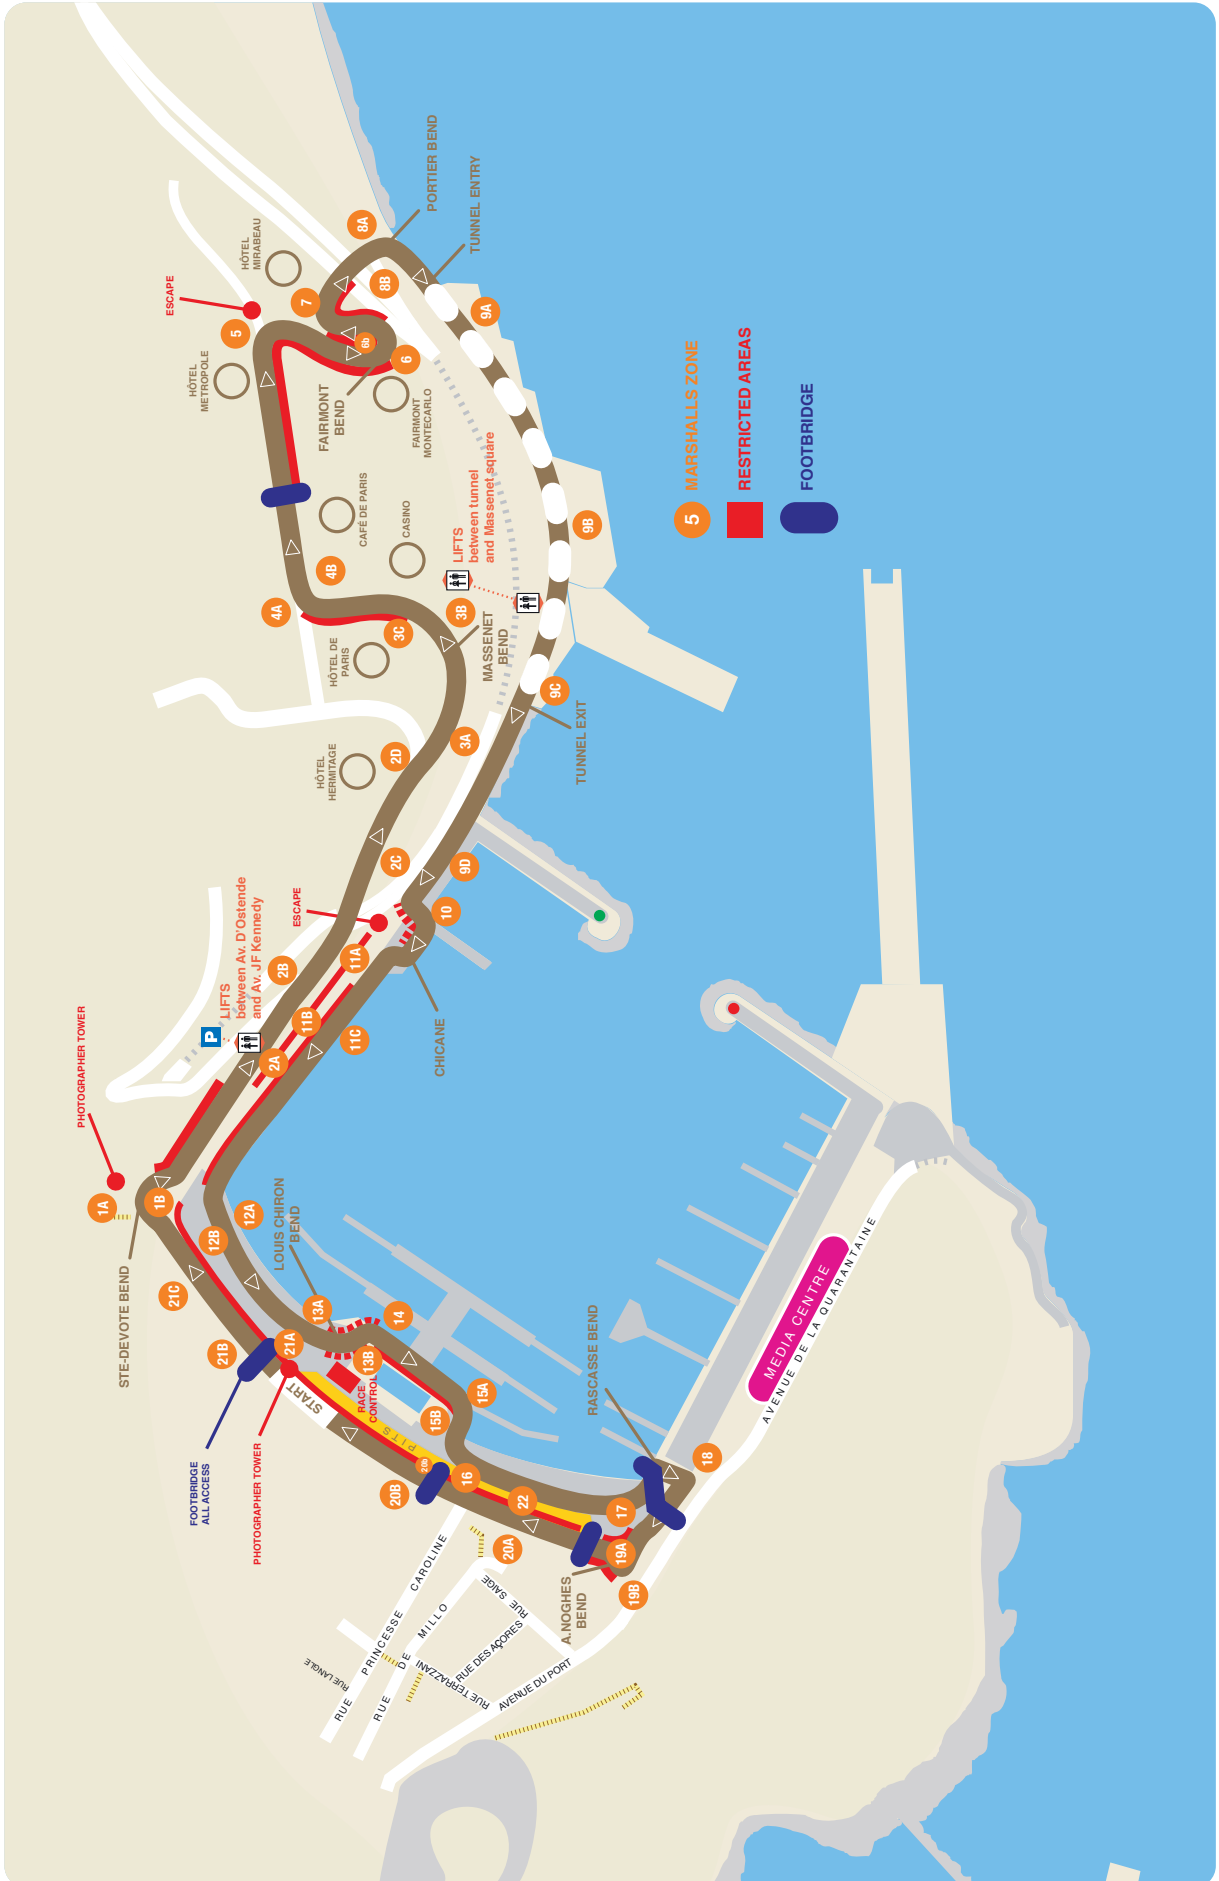 PHOTOGRAPHER TOWER
1A
1B
STE-DEVOTE BEND
21C
21B
21A
FOOTBRIDGE
ALL ACCESS
PHOTOGRAPHER TOWER
START
RACE
CONTROL
PITS
20B
20b
20A
22
16
15B
15A
14
13B
13A
LOUIS CHIRON
BEND
12B
12A
LIFTS
between Av. D'Ostende
and Av. JF Kennedy
P
2A
2B
11B
11C
11A
ESCAPE
CHICANE
10
9D
2C
2D
3A
HÔTEL
HERMITAGE
HÔTEL DE
PARIS
3C
3B
MASSENET
BEND
TUNNEL EXIT
9C
4A
4B
CASINO
CAFÉ DE PARIS
LIFTS
between tunnel
and Massenet square
9B
HÔTEL
METROPOLE
5
ESCAPE
HÔTEL
MIRABEAU
FAIRMONT
BEND
FAIRMONT
MONTECARLO
6
6b
7
8A
8B
PORTIER BEND
TUNNEL ENTRY
9A
5
MARSHALLS ZONE
RESTRICTED AREAS
FOOTBRIDGE
MEDIA CENTRE
AVENUE DE LA QUARANTAINE
RASCASSE BEND
18
17
19A
19B
A.NOGHES
BEND
RUE PRINCESSE CAROLINE
RUE DE MILLO
RUE LANGLE
RUE TERRAZZANI
RUE DES AÇORES
RUE SAIGE
AVENUE DU PORT